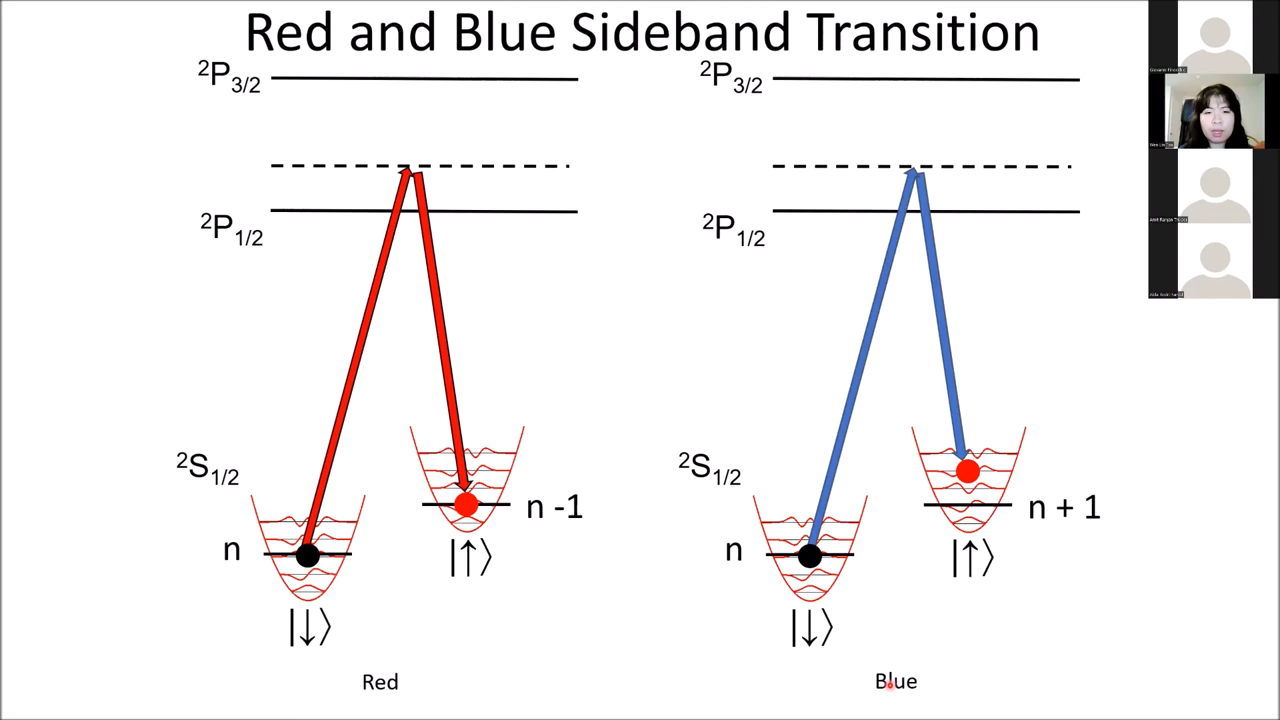 Red and Blue Sideband Transition
²P₃/₂
²P₁/₂
²S₁/₂
n
n -1
|↓⟩
|↑⟩
Red
²P₃/₂
²P₁/₂
²S₁/₂
n
n + 1
|↓⟩
|↑⟩
Blue